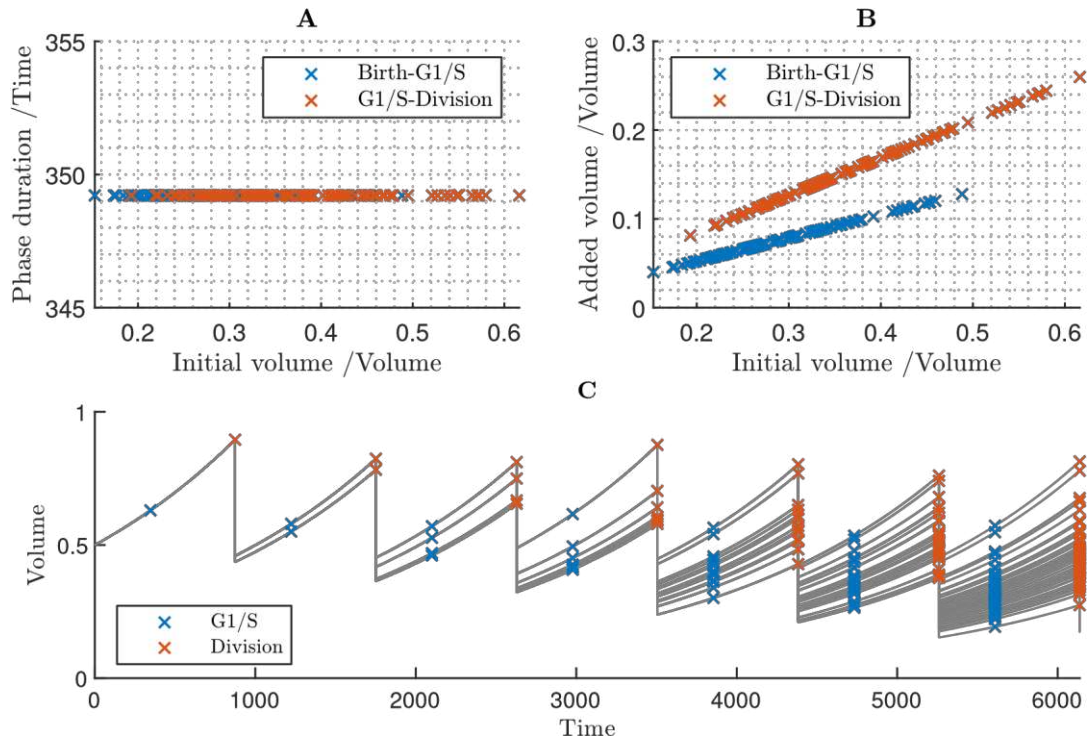 A
355
350
345
Phase duration /Time
Birth-G1/S
G1/S-Division
0.2 0.3 0.4 0.5 0.6
Initial volume /Volume
B
0.3
0.2
0.1
0
Added volume /Volume
Birth-G1/S
G1/S-Division
0.2 0.3 0.4 0.5 0.6
Initial volume /Volume
C
1
0.5
0
Volume
G1/S
Division
0 1000 2000 3000 4000 5000 6000
Time